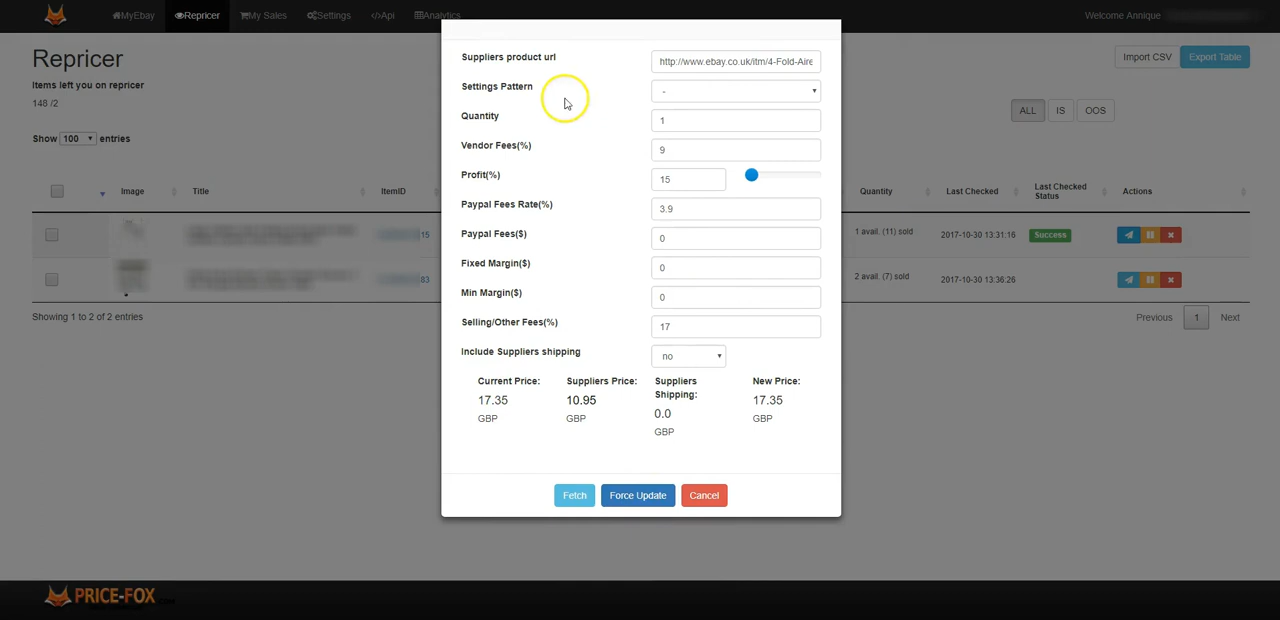 MyEbay Repricer My Sales Settings </>Api Analytics Welcome Annique
Repricer
Import CSV Export Table
Items left you on repricer
148 /2
ALL IS OOS
Show 100 entries
Image Title ItemID Quantity Last Checked Last Checked Status Actions
15 1 avail. (11) sold 2017-10-30 13:31:16 Success
83 2 avail. (7) sold 2017-10-30 13:36:26
Showing 1 to 2 of 2 entries Previous 1 Next
Suppliers product url http://www.ebay.co.uk/itm/4-Fold-Aire
Settings Pattern -
Quantity 1
Vendor Fees(%) 9
Profit(%) 15
Paypal Fees Rate(%) 3.9
Paypal Fees($) 0
Fixed Margin($) 0
Min Margin($) 0
Selling/Other Fees(%) 17
Include Suppliers shipping no
Current Price: Suppliers Price: Suppliers Shipping: New Price:
17.35 10.95 0.0 17.35
GBP GBP GBP GBP
Fetch Force Update Cancel
PRICE-FOX